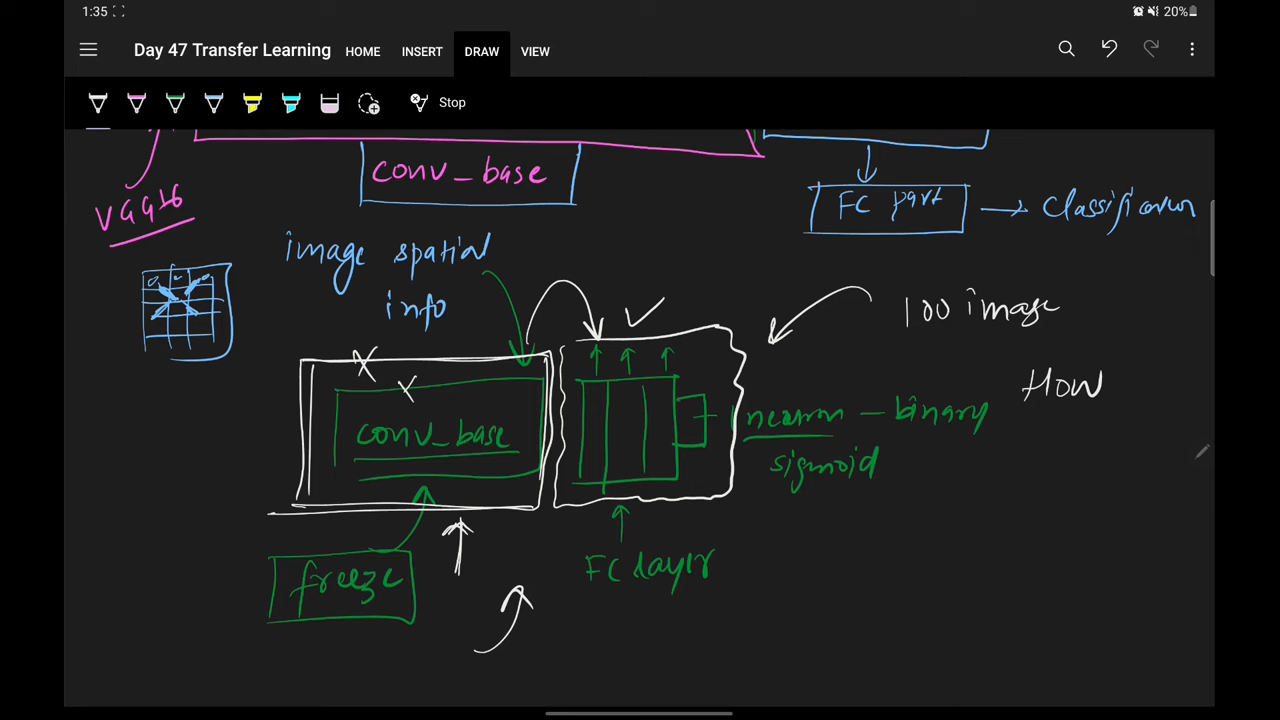 1:35
20%
Day 47 Transfer Learning HOME INSERT DRAW VIEW
Stop
conv_base
VGG16
FC part → Classification
image spatial
info
100 image
How
conv_base
neuron - binary
sigmoid
freeze
FC layer